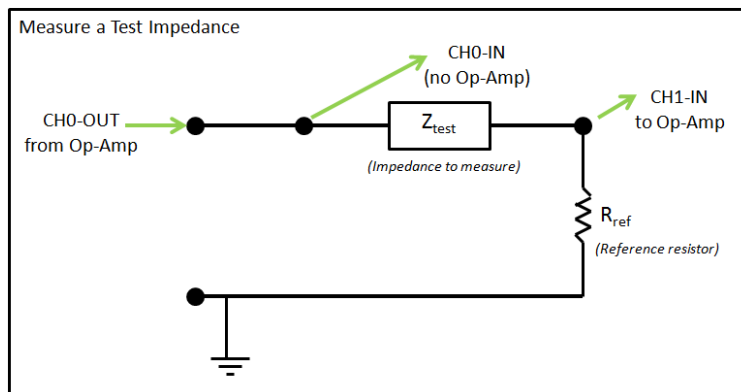 Measure a Test Impedance
CH0-IN
(no Op-Amp)
CH1-IN
to Op-Amp
CH0-OUT
from Op-Amp
Ztest
(Impedance to measure)
Rref
(Reference resistor)